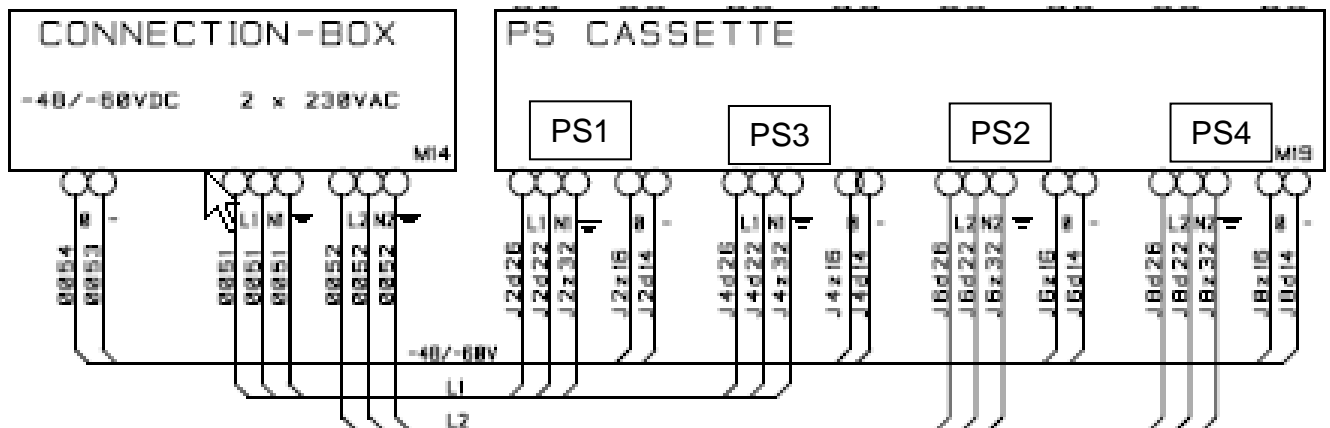 CONNECTION-BOX
-48/-60VDC 2 x 230VAC
M14
PS CASSETTE
PS1 PS3 PS2 PS4
M19
0 - L1 N1 L2 N2 L1 N1 0 - L1 N1 0 - L2 N2 0 - L2 N2 0 -
0054 0053 0051 0051 0051 0052 0052 0052 J2d26 J2d22 J2z32 J2z16 J2d14 J4d26 J4d22 J4z32 J4z16 J4d14 J6d26 J6d22 J6z32 J6z16 J6d14 J8d26 J8d22 J8z32 J8z16 J8d14
-48/-60V
L1
L2